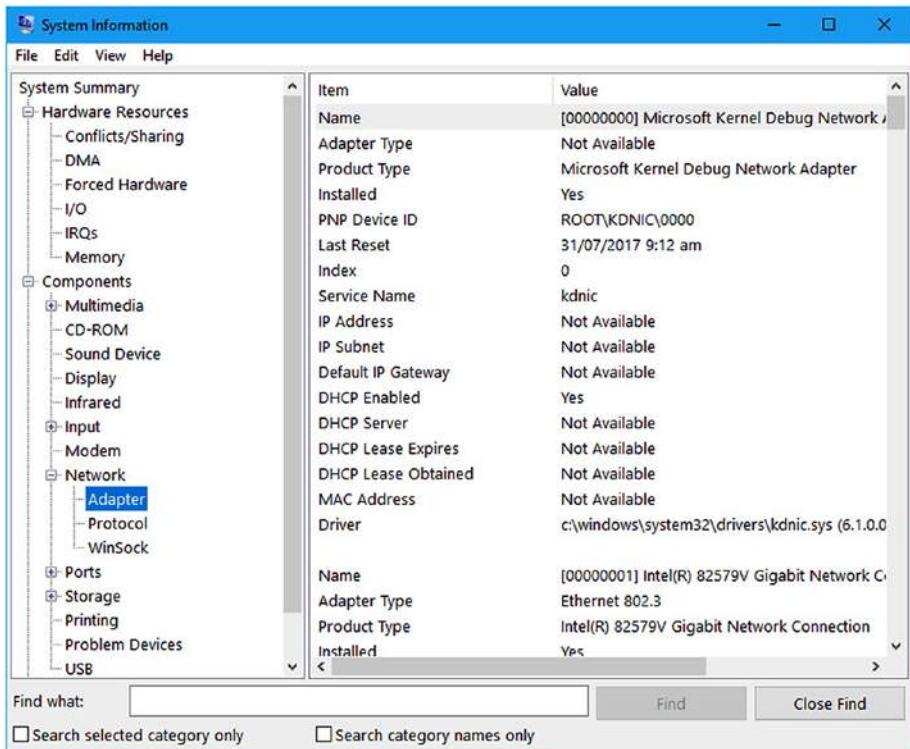 System Information
File Edit View Help
System Summary
Hardware Resources
Conflicts/Sharing
DMA
Forced Hardware
I/O
IRQs
Memory
Components
Multimedia
CD-ROM
Sound Device
Display
Infrared
Input
Modem
Network
Adapter
Protocol
WinSock
Ports
Storage
Printing
Problem Devices
USB
Item Value
Name [00000000] Microsoft Kernel Debug Network
Adapter Type Not Available
Product Type Microsoft Kernel Debug Network Adapter
Installed Yes
PNP Device ID ROOT\KDNIC\0000
Last Reset 31/07/2017 9:12 am
Index 0
Service Name kdnic
IP Address Not Available
IP Subnet Not Available
Default IP Gateway Not Available
DHCP Enabled Yes
DHCP Server Not Available
DHCP Lease Expires Not Available
DHCP Lease Obtained Not Available
MAC Address Not Available
Driver c:\windows\system32\drivers\kdnic.sys (6.1.0.0
Name [00000001] Intel(R) 82579V Gigabit Network
Adapter Type Ethernet 802.3
Product Type Intel(R) 82579V Gigabit Network Connection
Installed Yes
Find what: Find Close Find
Search selected category only Search category names only